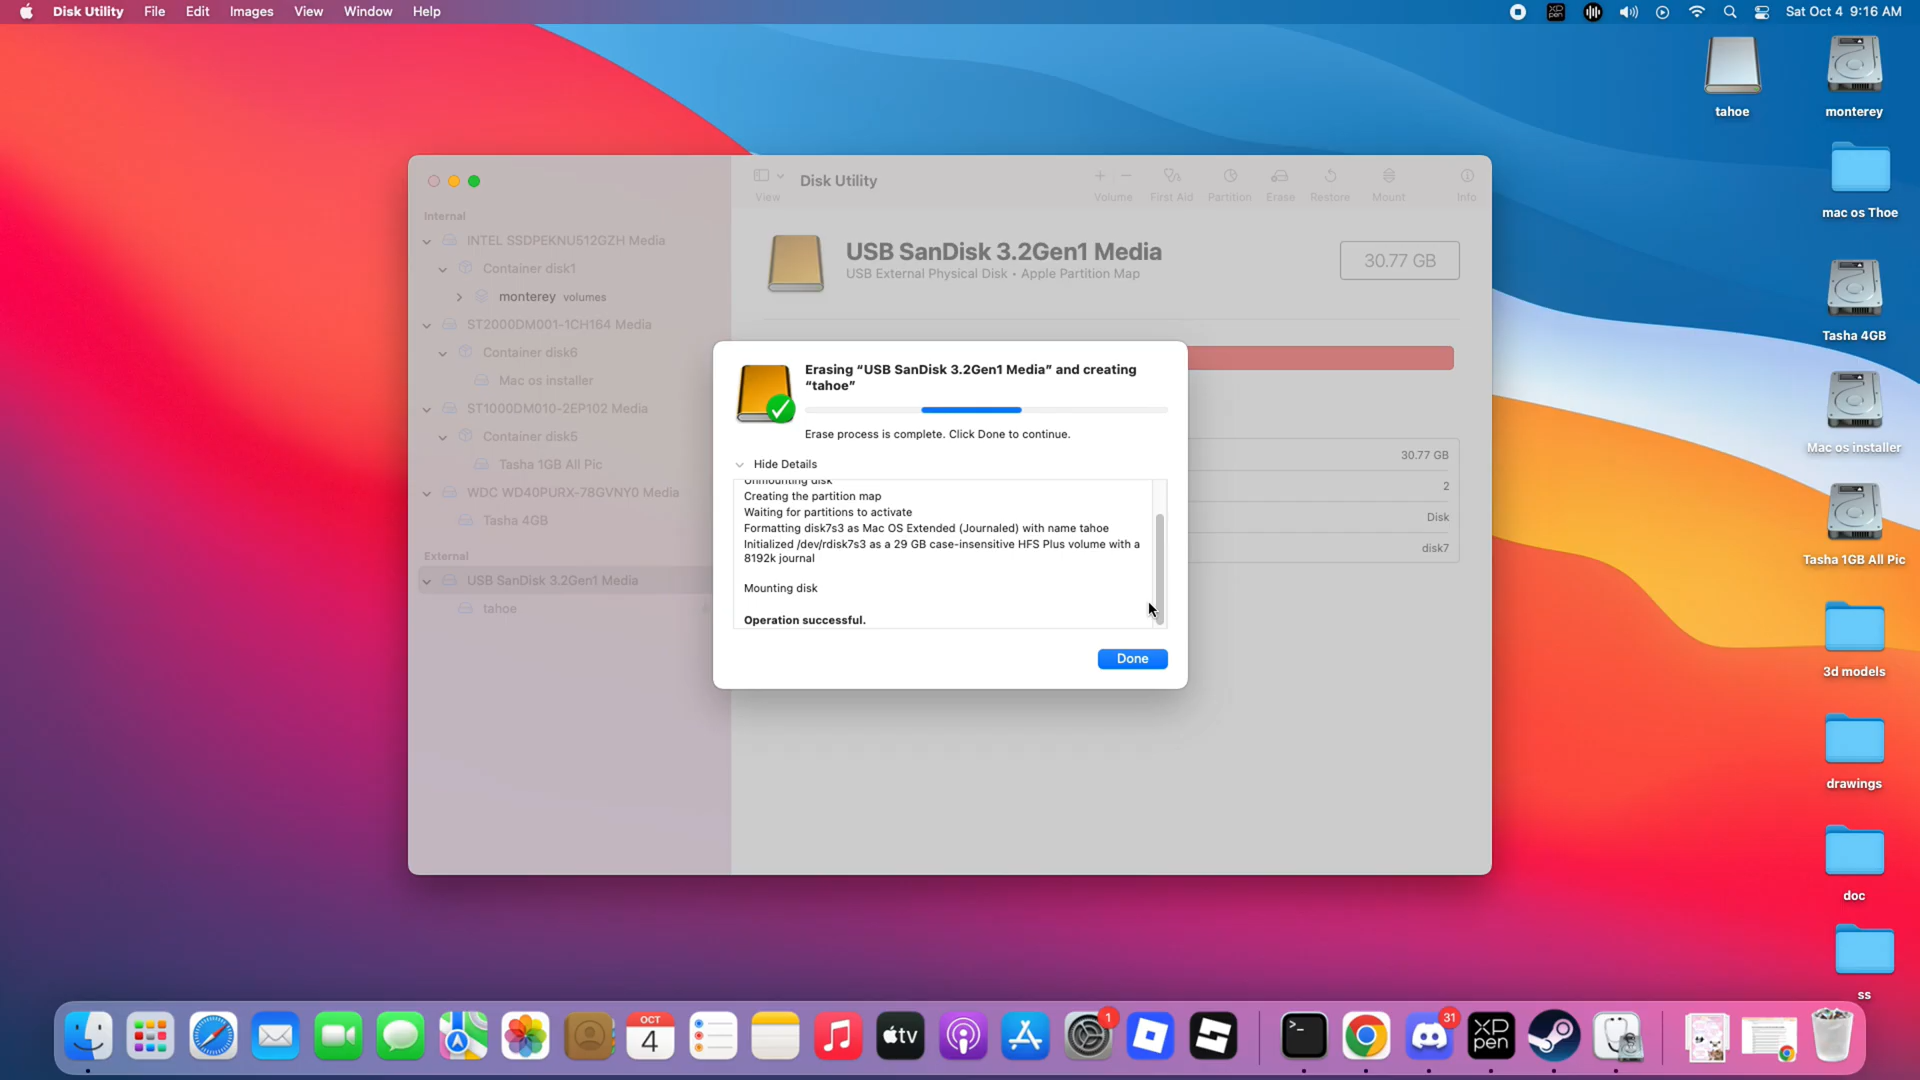 Disk Utility File Edit Images View Window Help
XP pen
Sat Oct 4 9:16 AM
tahoe
monterey
mac os Thoe
Tasha 4GB
Mac os installer
Tasha 1GB All Pic
3d models
drawings
doc
ss
Internal
INTEL SSDPEKNU512GZH Media
Container disk1
monterey volumes
ST2000DM001-1CH164 Media
Container disk6
Mac os installer
ST1000DM010-2EP102 Media
Container disk5
Tasha 1GB All Pic
WDC WD40PURX-78GVNY0 Media
Tasha 4GB
External
USB SanDisk 3.2Gen1 Media
tahoe
View
Disk Utility
Volume First Aid Partition Erase Restore Mount Info
USB SanDisk 3.2Gen1 Media
USB External Physical Disk • Apple Partition Map
30.77 GB
30.77 GB
2
Disk
disk7
Erasing “USB SanDisk 3.2Gen1 Media” and creating
“tahoe”
Erase process is complete. Click Done to continue.
Hide Details
Unmounting disk
Creating the partition map
Waiting for partitions to activate
Formatting disk7s3 as Mac OS Extended (Journaled) with name tahoe
Initialized /dev/rdisk7s3 as a 29 GB case-insensitive HFS Plus volume with a
8192k journal
Mounting disk
Operation successful.
Done
OCT
4
tv
1
31
XP
pen